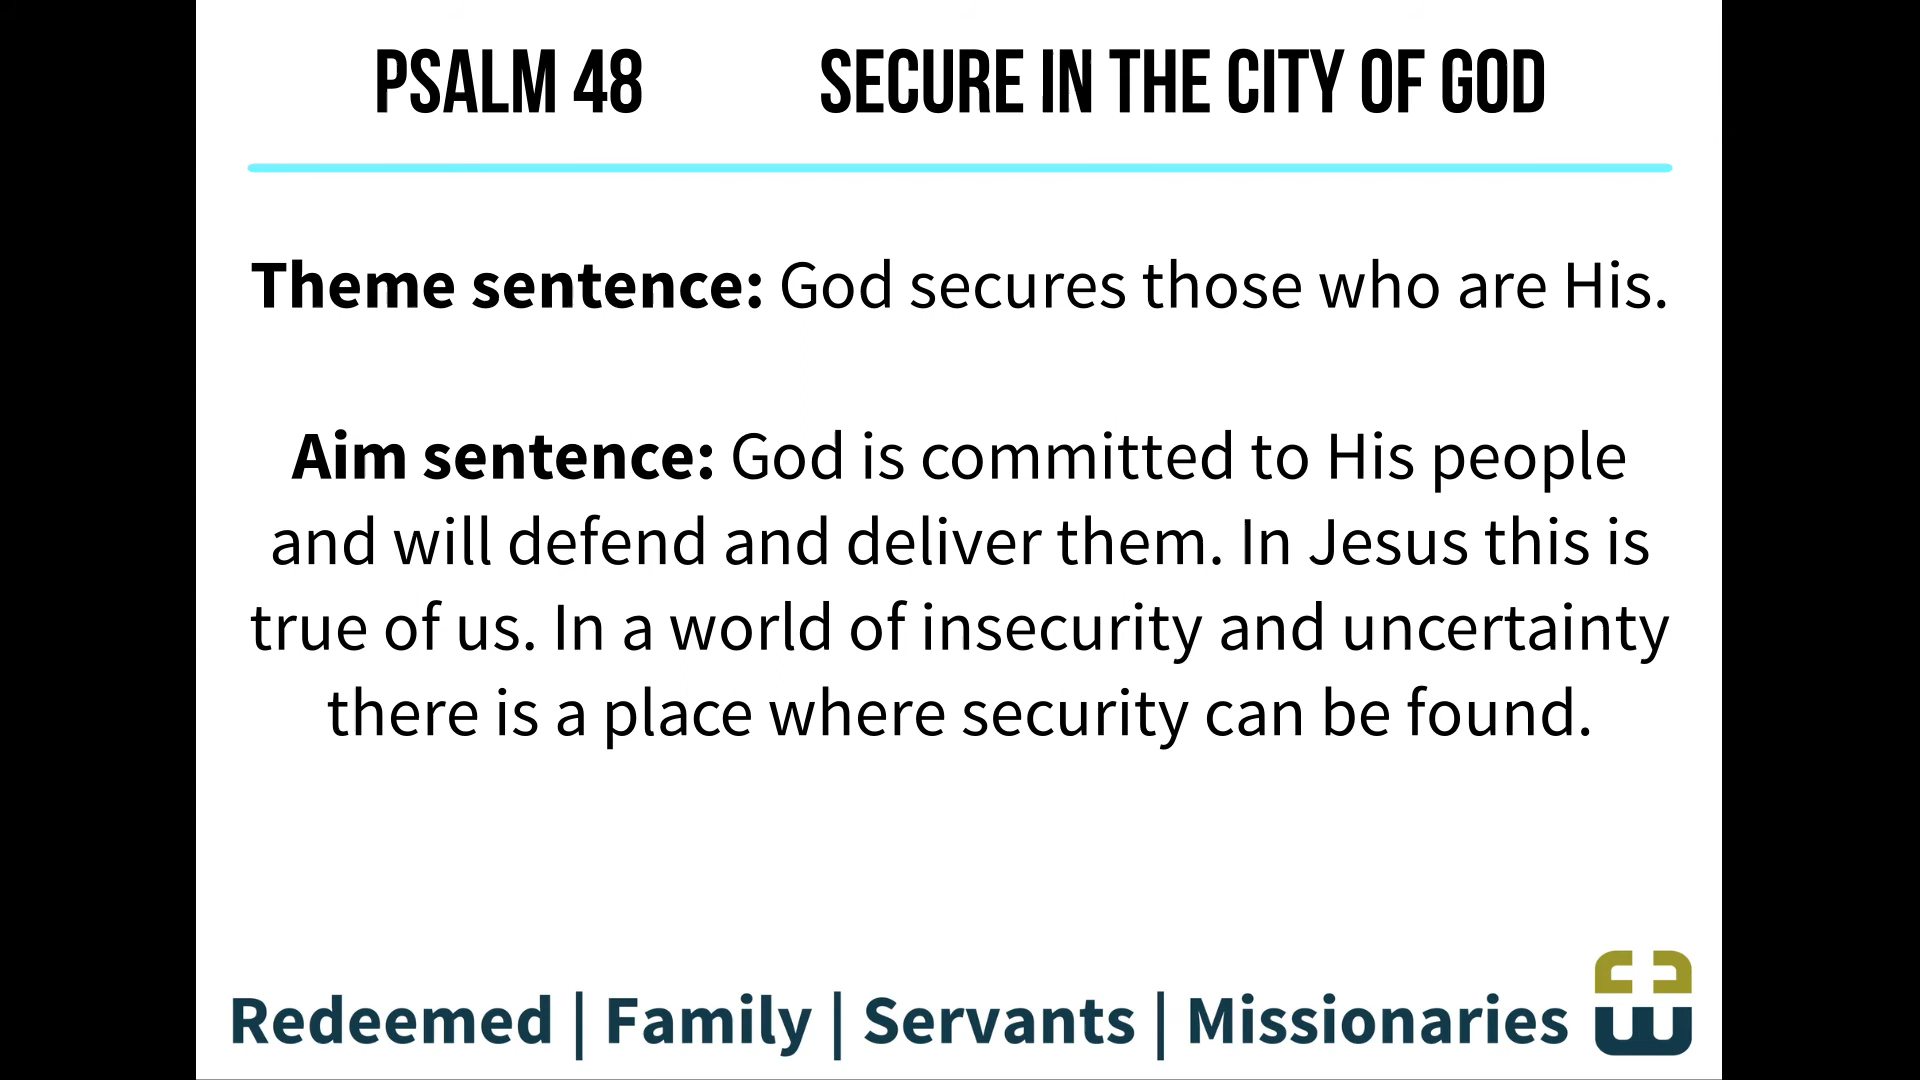 PSALM 48 SECURE IN THE CITY OF GOD
Theme sentence: God secures those who are His.
Aim sentence: God is committed to His people
and will defend and deliver them. In Jesus this is
true of us. In a world of insecurity and uncertainty
there is a place where security can be found.
Redeemed | Family | Servants | Missionaries